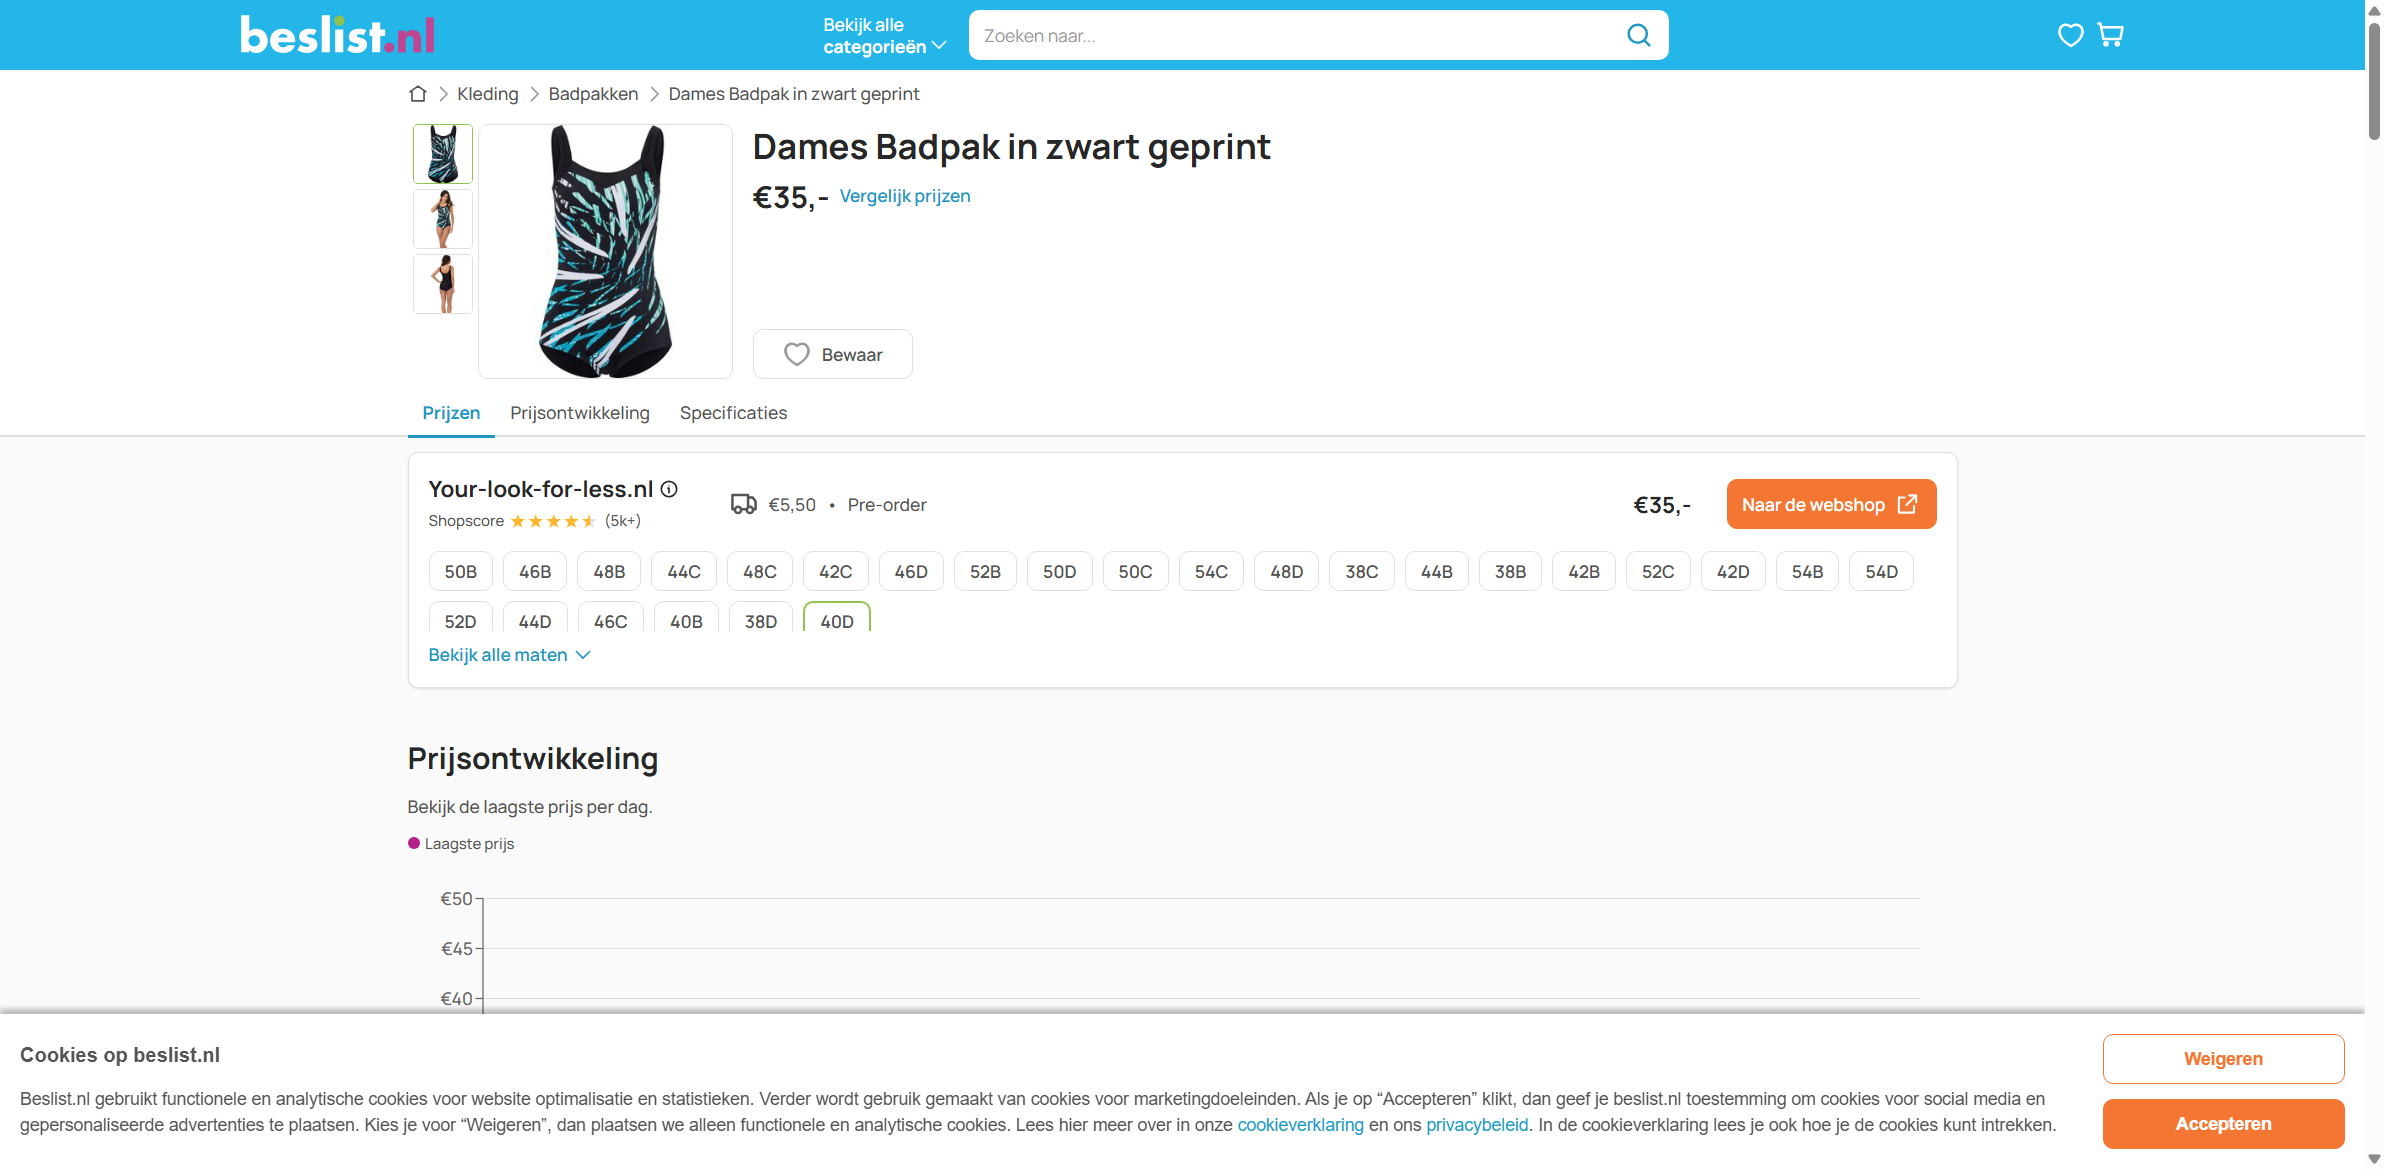 beslist.nl
Bekijk alle
categorieën
Zoeken naar...
Kleding
Badpakken
Dames Badpak in zwart geprint
Dames Badpak in zwart geprint
€35,- Vergelijk prijzen
Bewaar
Prijzen
Prijsontwikkeling
Specificaties
Your-look-for-less.nl
Shopscore (5k+)
€5,50 • Pre-order
€35,-
Naar de webshop
50B 46B 48B 44C 48C 42C 46D 52B 50D 50C 54C 48D 38C 44B 38B 42B 52C 42D 54B 54D
52D 44D 46C 40B 38D 40D
Bekijk alle maten
Prijsontwikkeling
Bekijk de laagste prijs per dag.
Laagste prijs
€50
€45
€40
Cookies op beslist.nl
Beslist.nl gebruikt functionele en analytische cookies voor website optimalisatie en statistieken. Verder wordt gebruik gemaakt van cookies voor marketingdoeleinden. Als je op “Accepteren” klikt, dan geef je beslist.nl toestemming om cookies voor social media en
gepersonaliseerde advertenties te plaatsen. Kies je voor “Weigeren”, dan plaatsen we alleen functionele en analytische cookies. Lees hier meer over in onze cookieverklaring en ons privacybeleid. In de cookieverklaring lees je ook hoe je de cookies kunt intrekken.
Weigeren
Accepteren